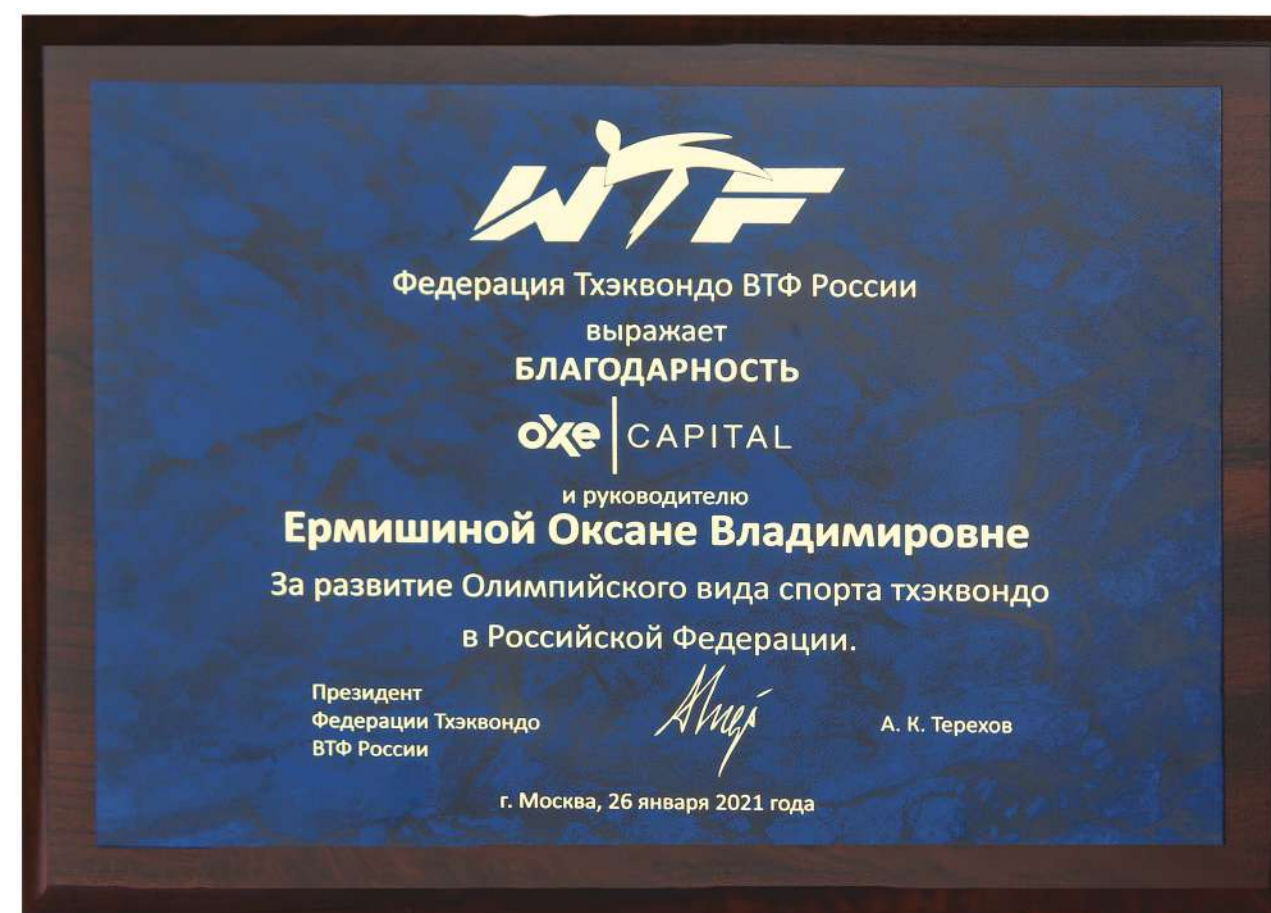 WTF
Федерация Тхэквондо ВТФ России
выражает
БЛАГОДАРНОСТЬ
oxe CAPITAL
и руководителю
Ермишиной Оксане Владимировне
За развитие Олимпийского вида спорта тхэквондо
в Российской Федерации.
Президент
Федерации Тхэквондо
ВТФ России
А. К. Терехов
г. Москва, 26 января 2021 года